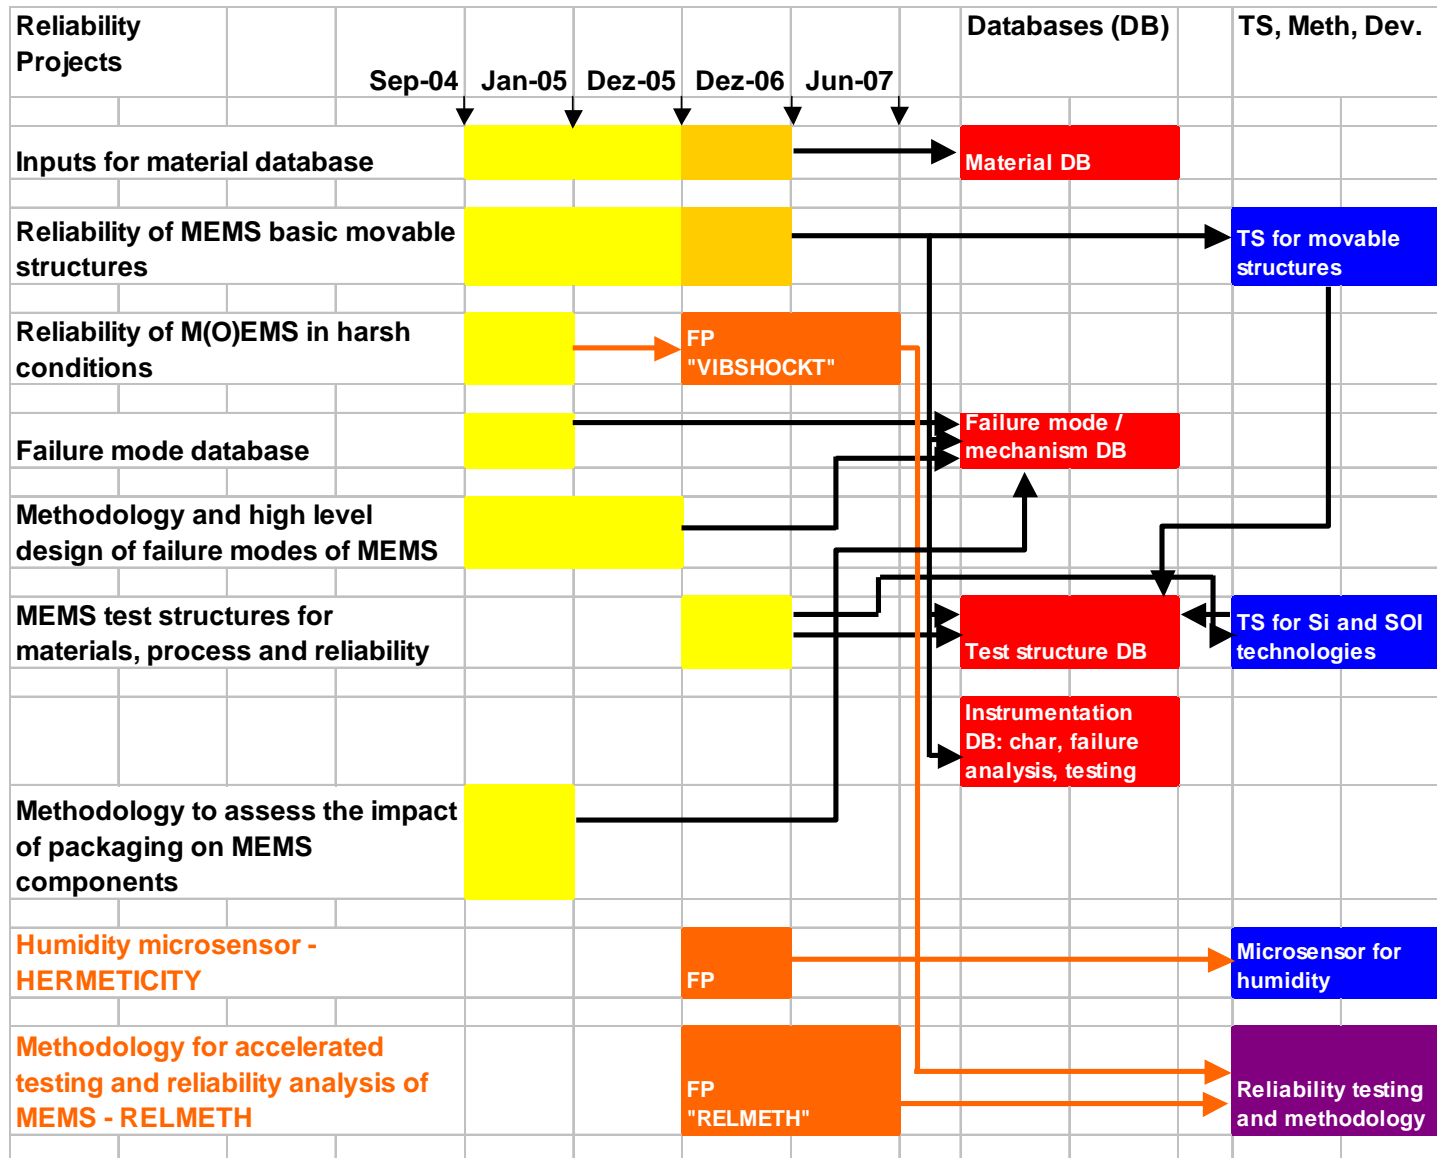 Reliability
Projects
Databases (DB)
TS, Meth, Dev.
Sep-04
Jan-05
Dez-05
Dez-06
Jun-07
Inputs for material database
Material DB
Reliability of MEMS basic movable
structures
TS for movable
structures
Reliability of M(O)EMS in harsh
conditions
FP
"VIBSHOCKT"
Failure mode database
Failure mode /
mechanism DB
Methodology and high level
design of failure modes of MEMS
MEMS test structures for
materials, process and reliability
Test structure DB
TS for Si and SOI
technologies
Instrumentation
DB: char, failure
analysis, testing
Methodology to assess the impact
of packaging on MEMS
components
Humidity microsensor -
HERMETICITY
FP
Microsensor for
humidity
Methodology for accelerated
testing and reliability analysis of
MEMS - RELMETH
FP
"RELMETH"
Reliability testing
and methodology